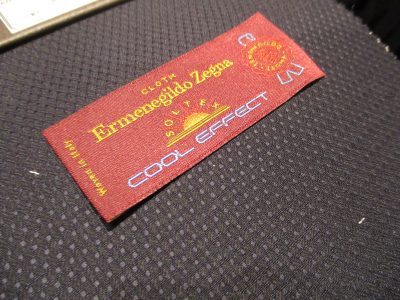 CLOTH
Ermenegildo Zegna
SOLTEX
COOL EFFECT
Woven in Italy